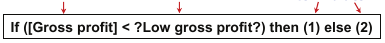 If ([Gross profit] < ?Low gross profit?) then (1) else (2)